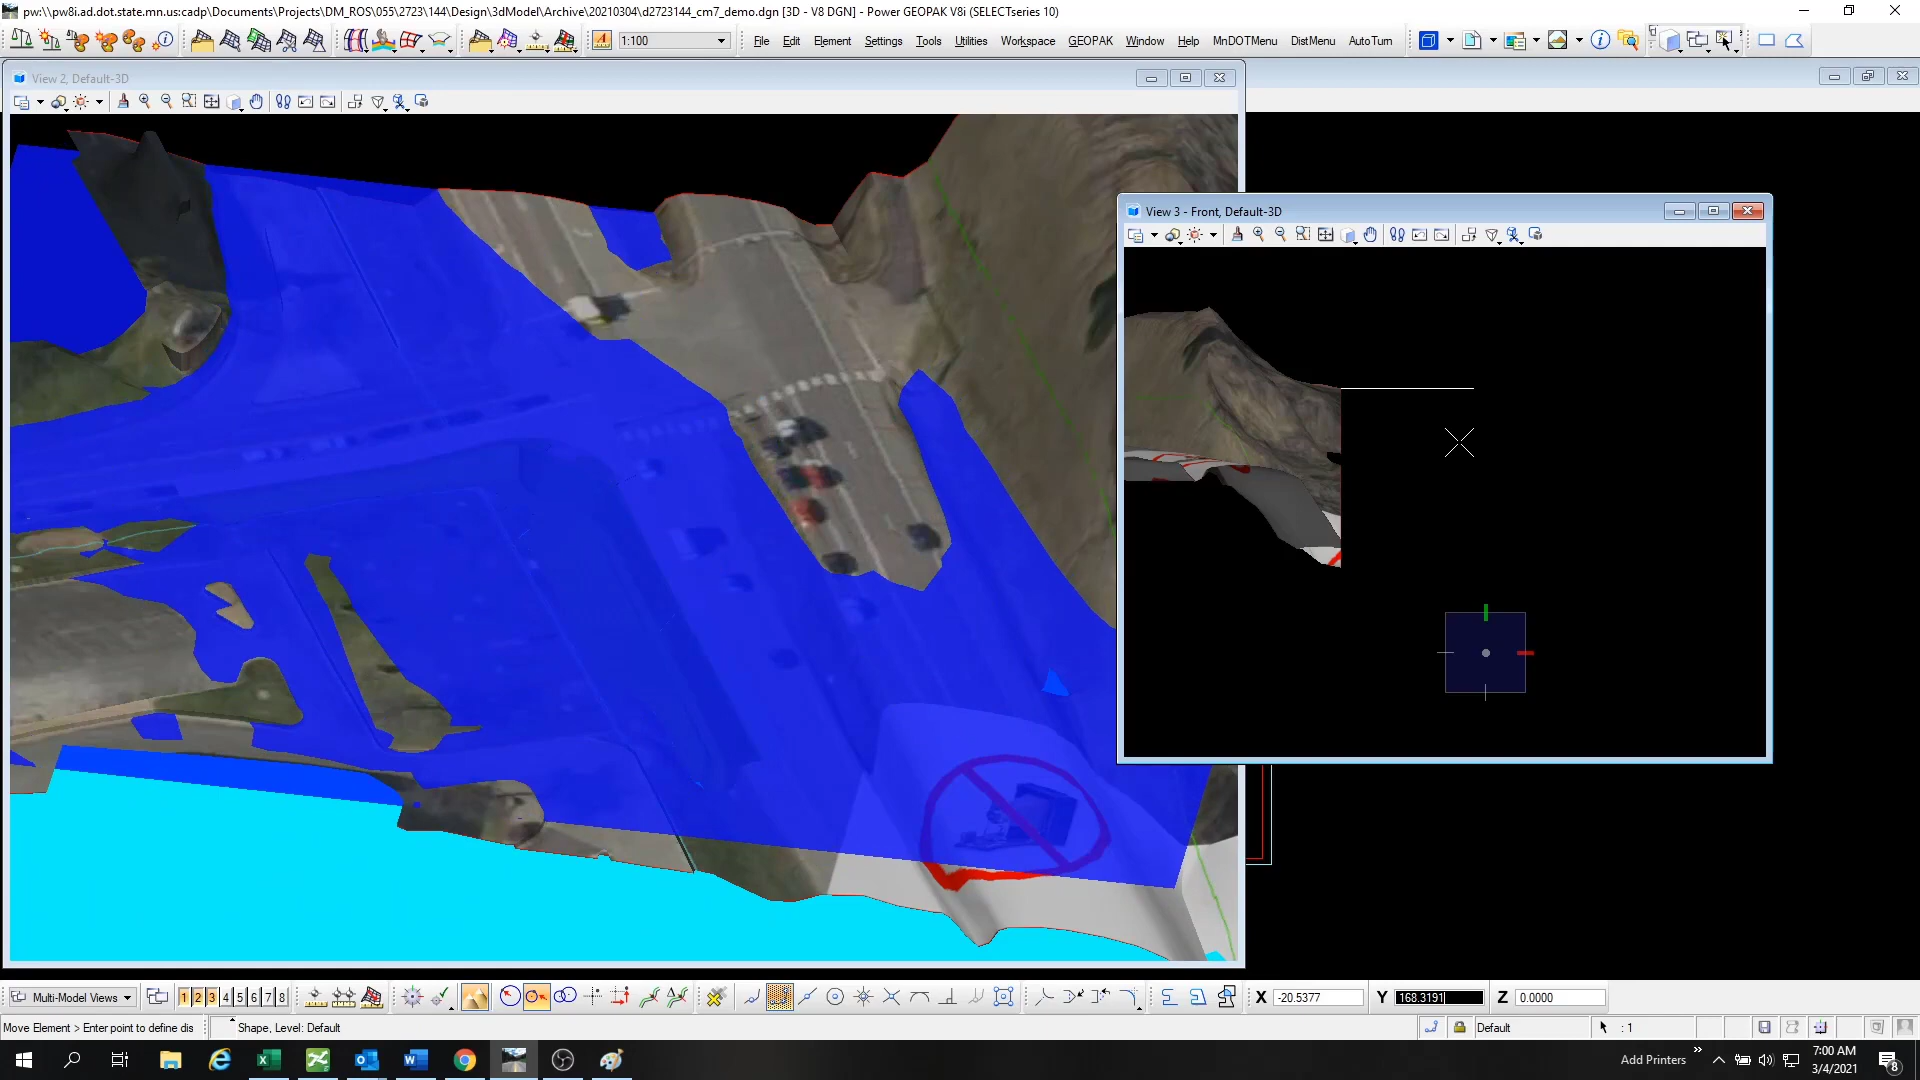 pw:\\pw8i.ad.dot.state.mn.us:cadp\Documents\Projects\DM_ROS\055\2723\144\Design\3dModel\Archive\20210304\d2723144_cm7_demo.dgn [3D - V8 DGN] - Power GEOPAK V8i (SELECTseries 10)
1:100
File Edit Element Settings Tools Utilities Workspace GEOPAK Window Help MnDOTMenu DistMenu AutoTurn
View 2, Default-3D
View 3 - Front, Default-3D
Multi-Model Views
1 2 3 4 5 6 7 8
X -20.5377 Y 168.3191 Z 0.0000
Move Element > Enter point to define dis
Shape, Level: Default
Default
: 1
Add Printers
7:00 AM
3/4/2021
8